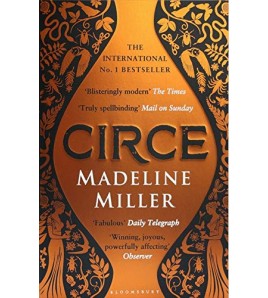 THE
INTERNATIONAL
No. 1 BESTSELLER
'Blisteringly modern' The Times
'Truly spellbinding' Mail on Sunday
CIRCE
MADELINE
MILLER
'Fabulous' Daily Telegraph
'Winning, joyous,
powerfully affecting'
Observer
BLOOMSBURY